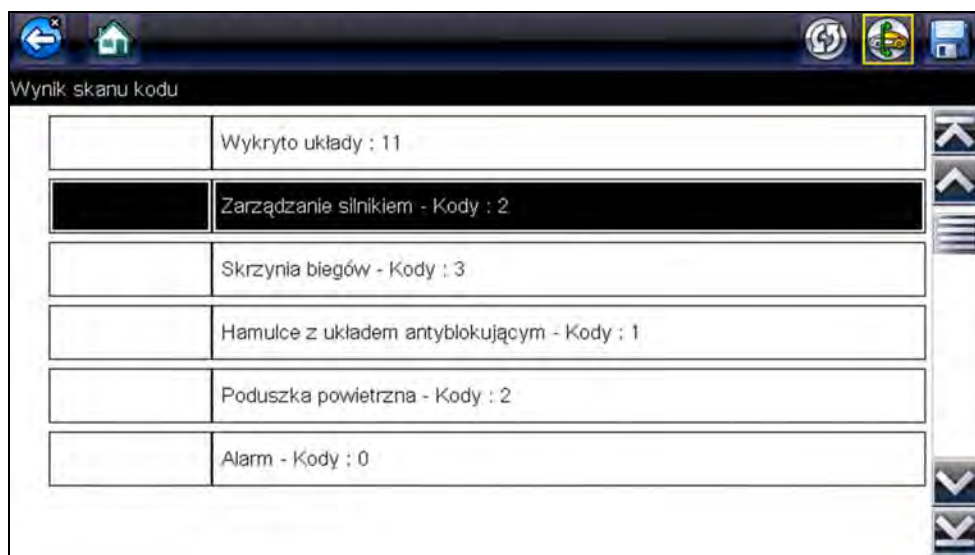 Wynik skanu kodu
Wykryto układy : 11
Zarządzanie silnikiem - Kody : 2
Skrzynia biegów - Kody : 3
Hamulce z układem antyblokującym - Kody : 1
Poduszka powietrzna - Kody : 2
Alarm - Kody : 0